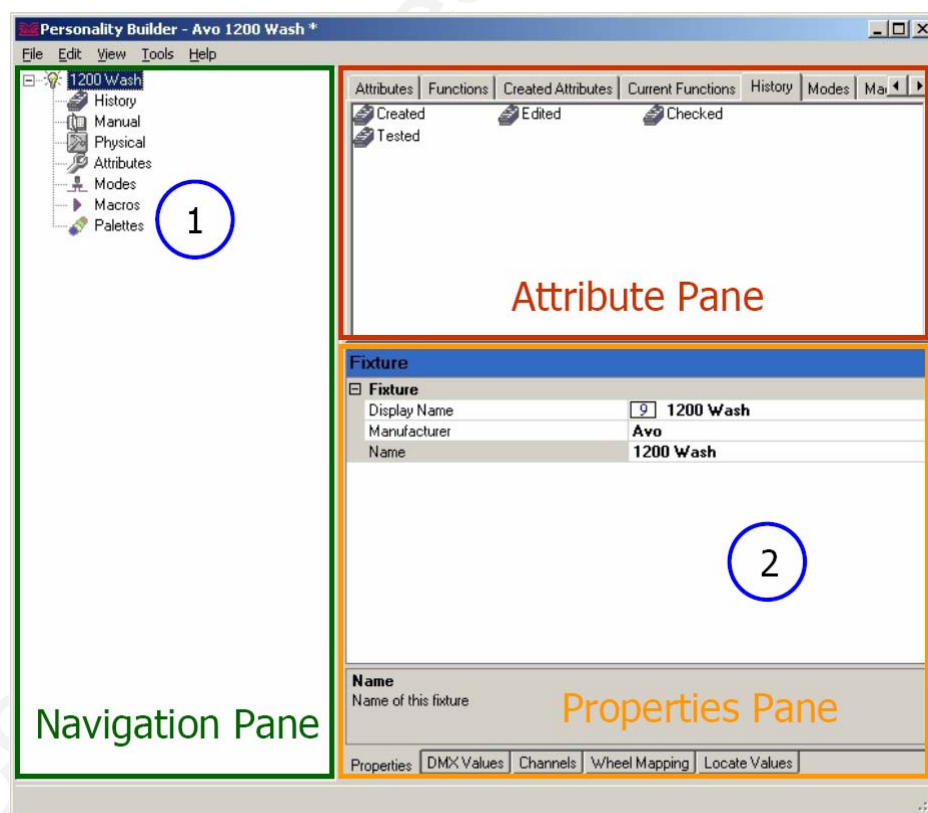 Personality Builder - Avo 1200 Wash *
File Edit View Tools Help
1200 Wash
History
Manual
Physical
Attributes
Modes
Macros
Palettes
1
Navigation Pane
Attributes Functions Created Attributes Current Functions History Modes Ma
Created Edited Checked
Tested
Attribute Pane
Fixture
Fixture
Display Name 9 1200 Wash
Manufacturer Avo
Name 1200 Wash
2
Name
Name of this fixture
Properties Pane
Properties DMX Values Channels Wheel Mapping Locate Values